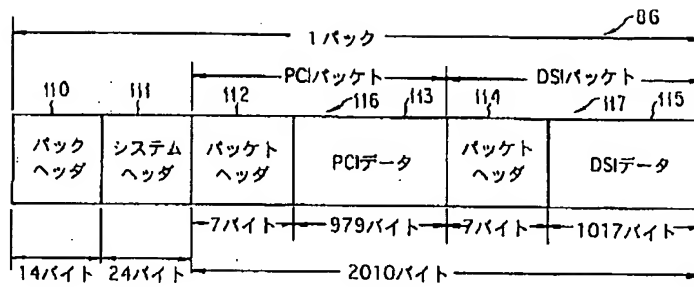 86
1パック
PCIパケット
DSIパケット
110
111
112
116
113
114
117
115
パック
ヘッダ
システム
ヘッダ
パケット
ヘッダ
PCIデータ
パケット
ヘッダ
DSIデータ
7バイト
979バイト
7バイト
1017バイト
14バイト
24バイト
2010バイト